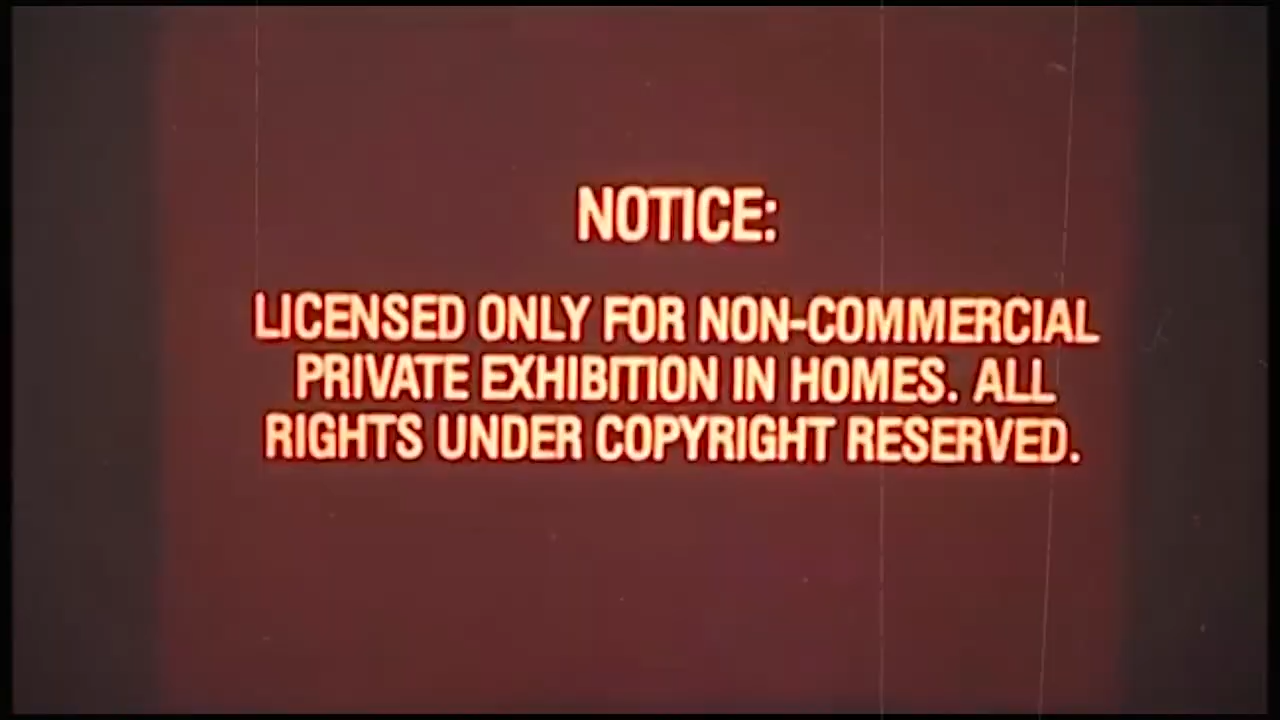 NOTICE:
LICENSED ONLY FOR NON-COMMERCIAL
PRIVATE EXHIBITION IN HOMES. ALL
RIGHTS UNDER COPYRIGHT RESERVED.